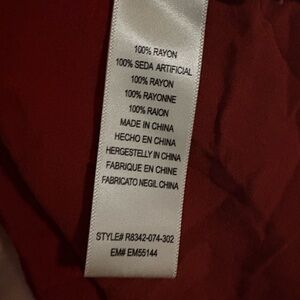 100% RAYON
100% SEDA ARTIFICIAL
100% RAYON
100% RAYONNE
100% RAION
MADE IN CHINA
HECHO EN CHINA
HERGESTELLY IN CHINA
FABRIQUE EN CHINE
FABRICATO NEGIL CHINA
STYLE# R8342-074-302
EM# EM55144